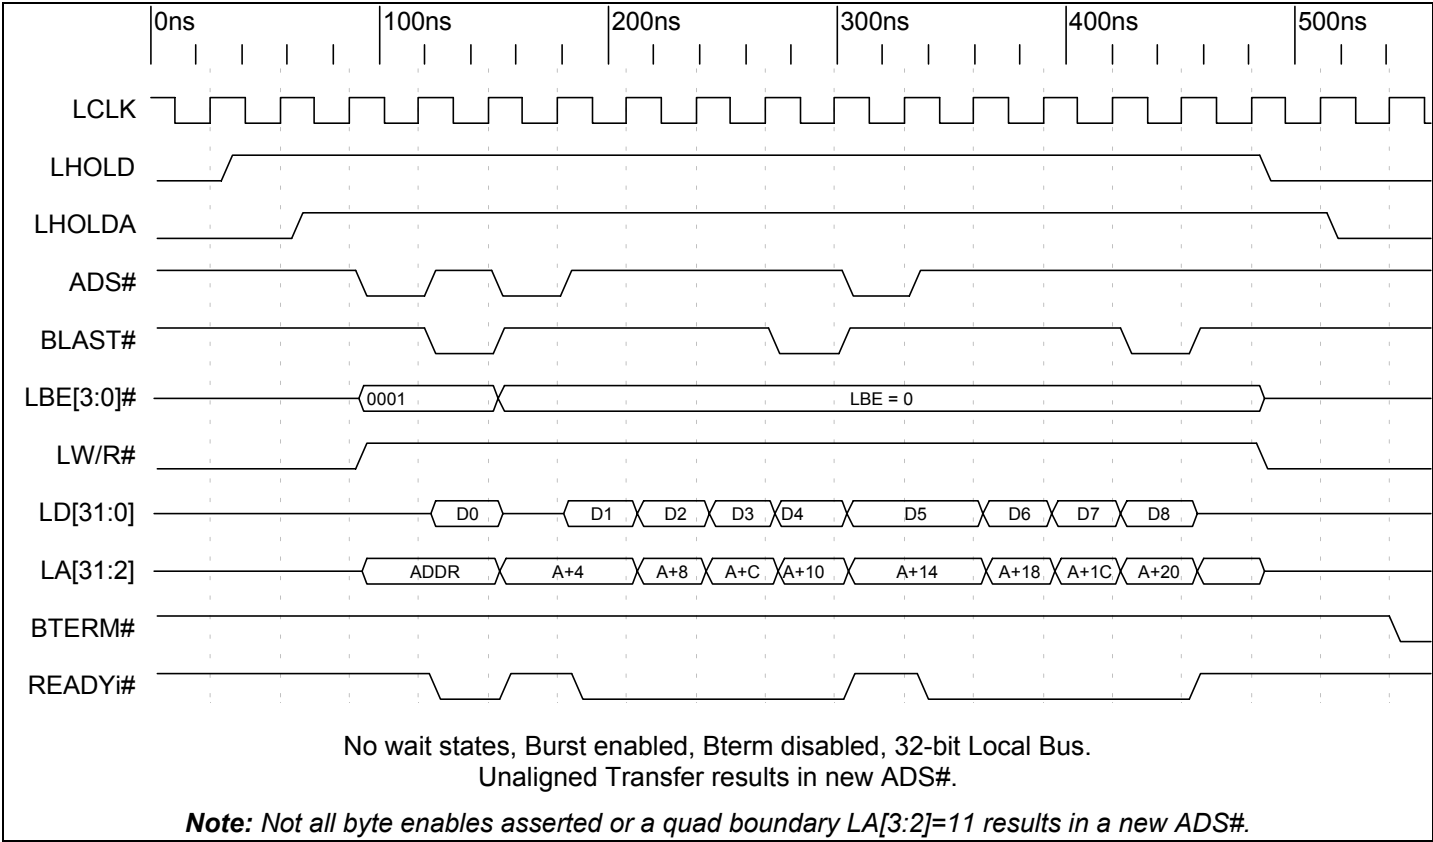 0ns 100ns 200ns 300ns 400ns 500ns
LCLK
LHOLD
LHOLDA
ADS#
BLAST#
LBE[3:0]# 0001 LBE = 0
LW/R#
LD[31:0] D0 D1 D2 D3 D4 D5 D6 D7 D8
LA[31:2] ADDR A+4 A+8 A+C A+10 A+14 A+18 A+1C A+20
BTERM#
READYi#
No wait states, Burst enabled, Bterm disabled, 32-bit Local Bus.
Unaligned Transfer results in new ADS#.
Note: Not all byte enables asserted or a quad boundary LA[3:2]=11 results in a new ADS#.